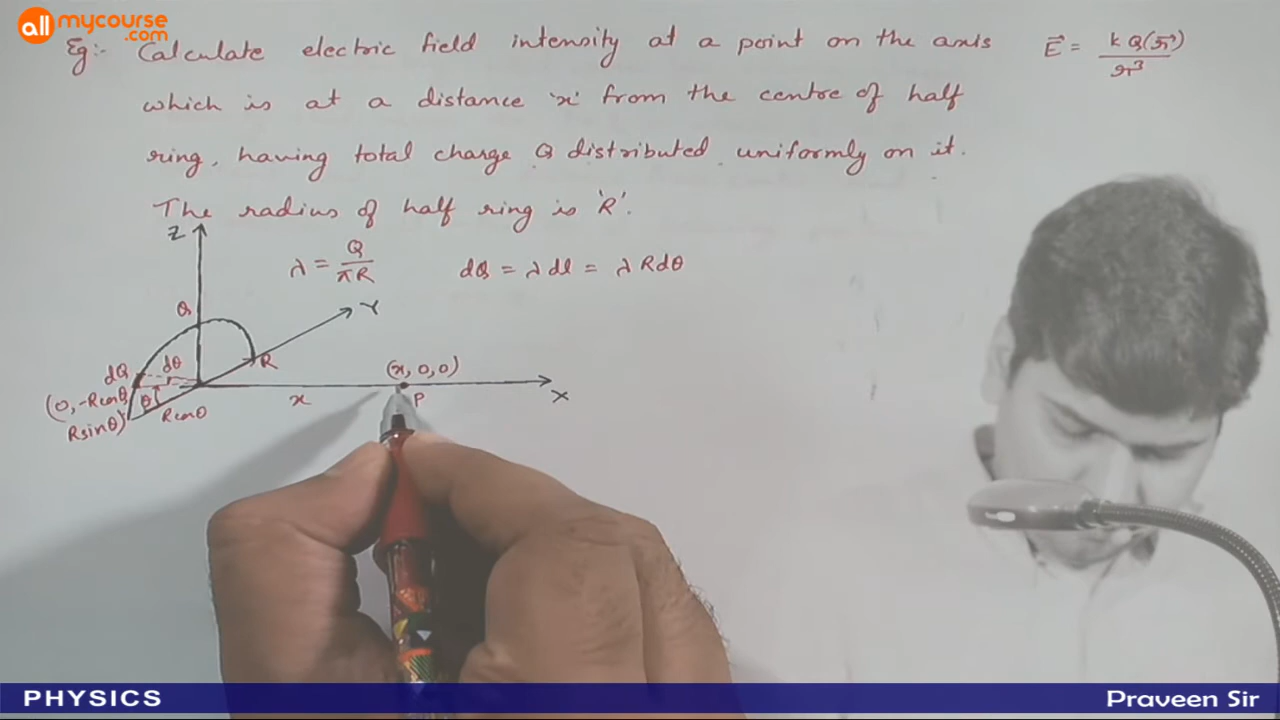 all mycourse .com
Eg:- Calculate electric field intensity at a point on the axis
which is at a distance 'x' from the centre of half
ring, having total charge Q distributed uniformly on it.
The radius of half ring is 'R'.
E⃗ = kQ(r⃗)/r³
λ = Q/πR
dQ = λdl = λRdθ
Z
Q
Y
R
dQ
dθ
(0, -Rcosθ,
Rsinθ)
θ
Rcosθ
x
(x, 0, 0)
P
X
PHYSICS
Praveen Sir